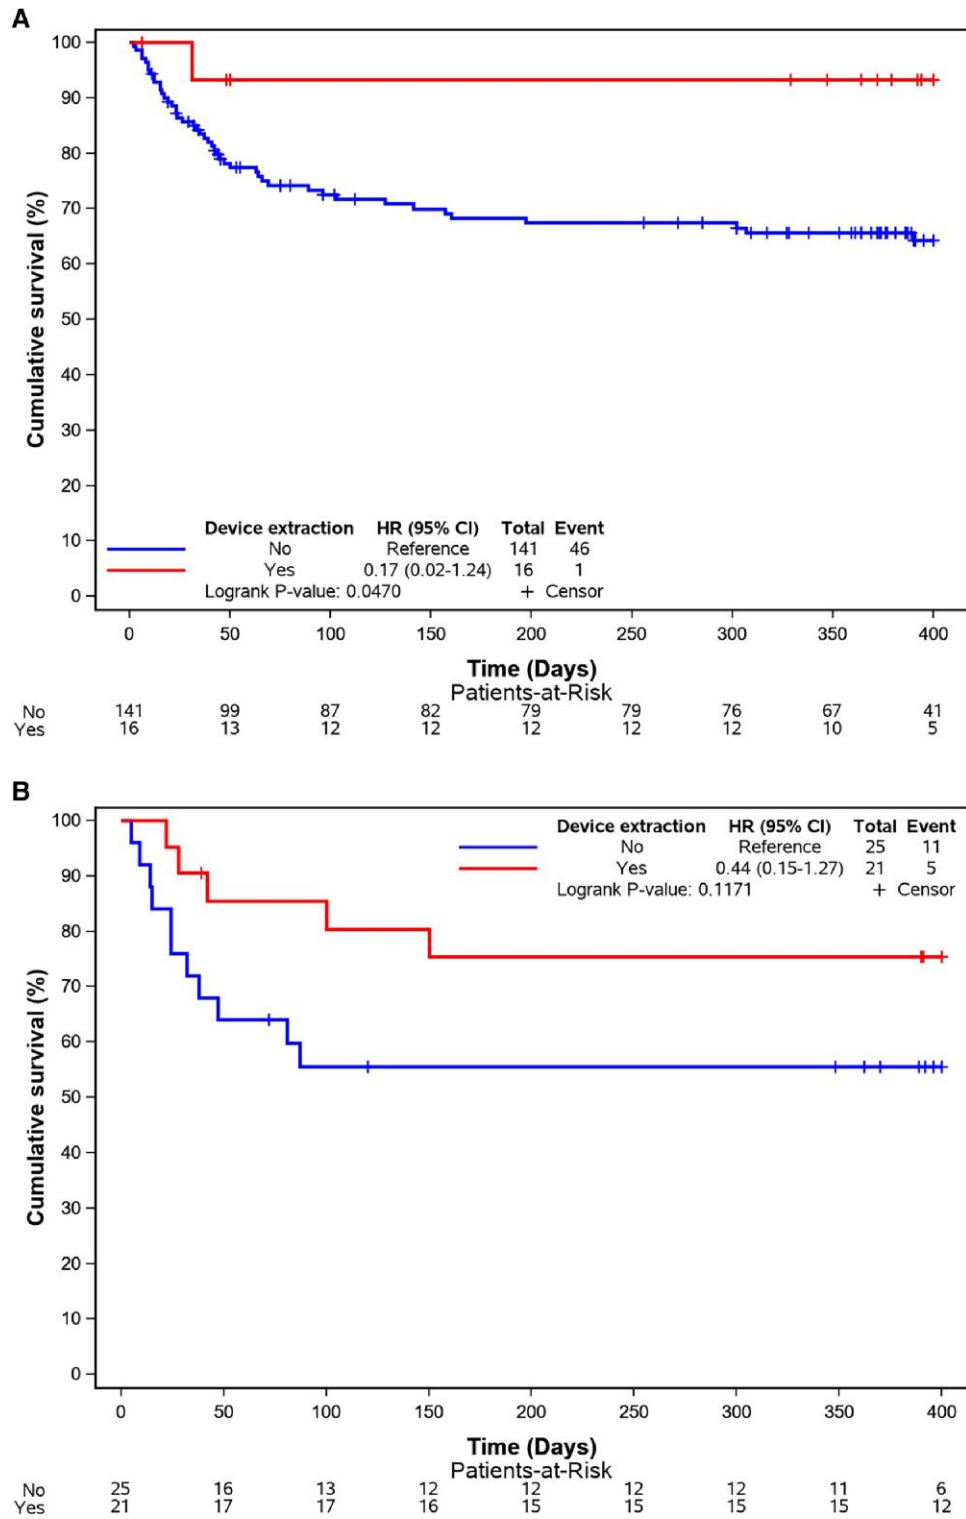 A
100
90
80
70
60
50
40
30
20
10
0
Cumulative survival (%)
Device extraction HR (95% CI) Total Event
No Reference 141 46
Yes 0.17 (0.02-1.24) 16 1
Logrank P-value: 0.0470 + Censor
0 50 100 150 200 250 300 350 400
Time (Days)
Patients-at-Risk
No 141 99 87 82 79 79 76 67 41
Yes 16 13 12 12 12 12 12 10 5
B
100
90
80
70
60
50
40
30
20
10
0
Cumulative survival (%)
Device extraction HR (95% CI) Total Event
No Reference 25 11
Yes 0.44 (0.15-1.27) 21 5
Logrank P-value: 0.1171 + Censor
0 50 100 150 200 250 300 350 400
Time (Days)
Patients-at-Risk
No 25 16 13 12 12 12 12 11 6
Yes 21 17 17 16 15 15 15 15 12